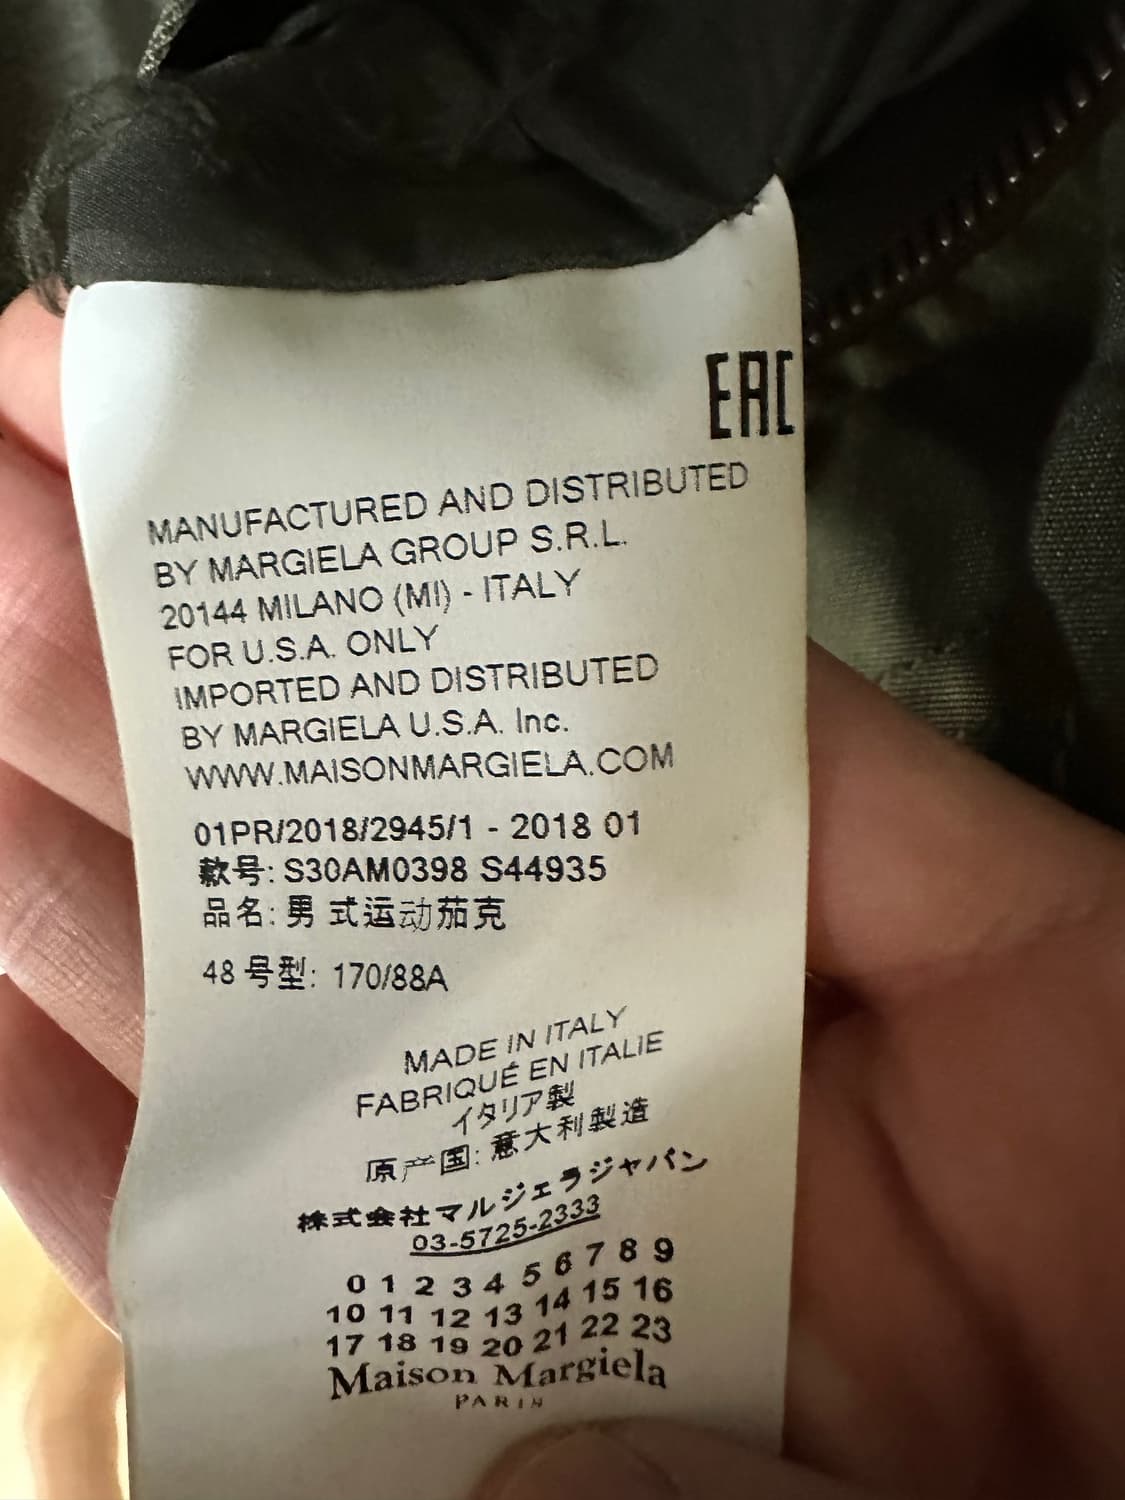 EAC
MANUFACTURED AND DISTRIBUTED
BY MARGIELA GROUP S.R.L.
20144 MILANO (MI) - ITALY
FOR U.S.A. ONLY
IMPORTED AND DISTRIBUTED
BY MARGIELA U.S.A. Inc.
WWW.MAISONMARGIELA.COM
01PR/2018/2945/1 - 2018 01
款号: S30AM0398 S44935
品名: 男式运动茄克
48 号型: 170/88A
MADE IN ITALY
FABRIQUÉ EN ITALIE
イタリア製
原产国: 意大利製造
株式会社マルジェラジャパン
03-5725-2333
0 1 2 3 4 5 6 7 8 9
10 11 12 13 14 15 16
17 18 19 20 21 22 23
Maison Margiela
PARIS